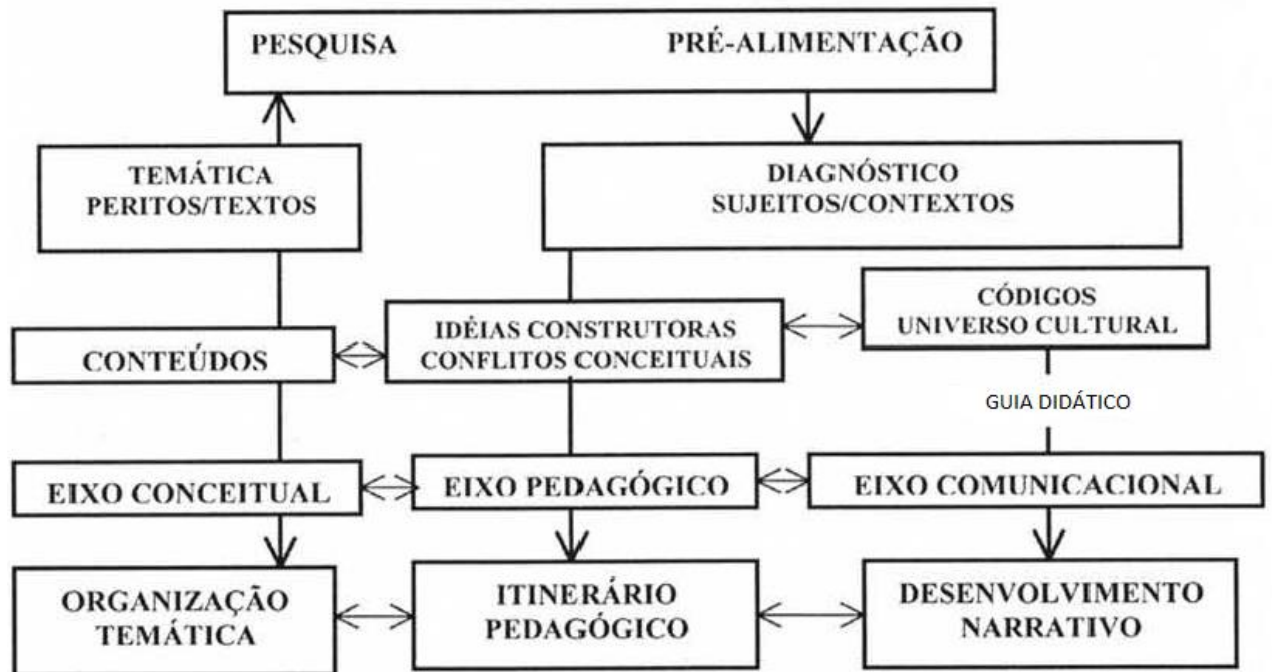 PESQUISA PRÉ-ALIMENTAÇÃO
TEMÁTICA
PERITOS/TEXTOS
DIAGNÓSTICO
SUJEITOS/CONTEXTOS
CONTEÚDOS
IDÉIAS CONSTRUTORAS
CONFLITOS CONCEITUAIS
CÓDIGOS
UNIVERSO CULTURAL
GUIA DIDÁTICO
EIXO CONCEITUAL
EIXO PEDAGÓGICO
EIXO COMUNICACIONAL
ORGANIZAÇÃO
TEMÁTICA
ITINERÁRIO
PEDAGÓGICO
DESENVOLVIMENTO
NARRATIVO